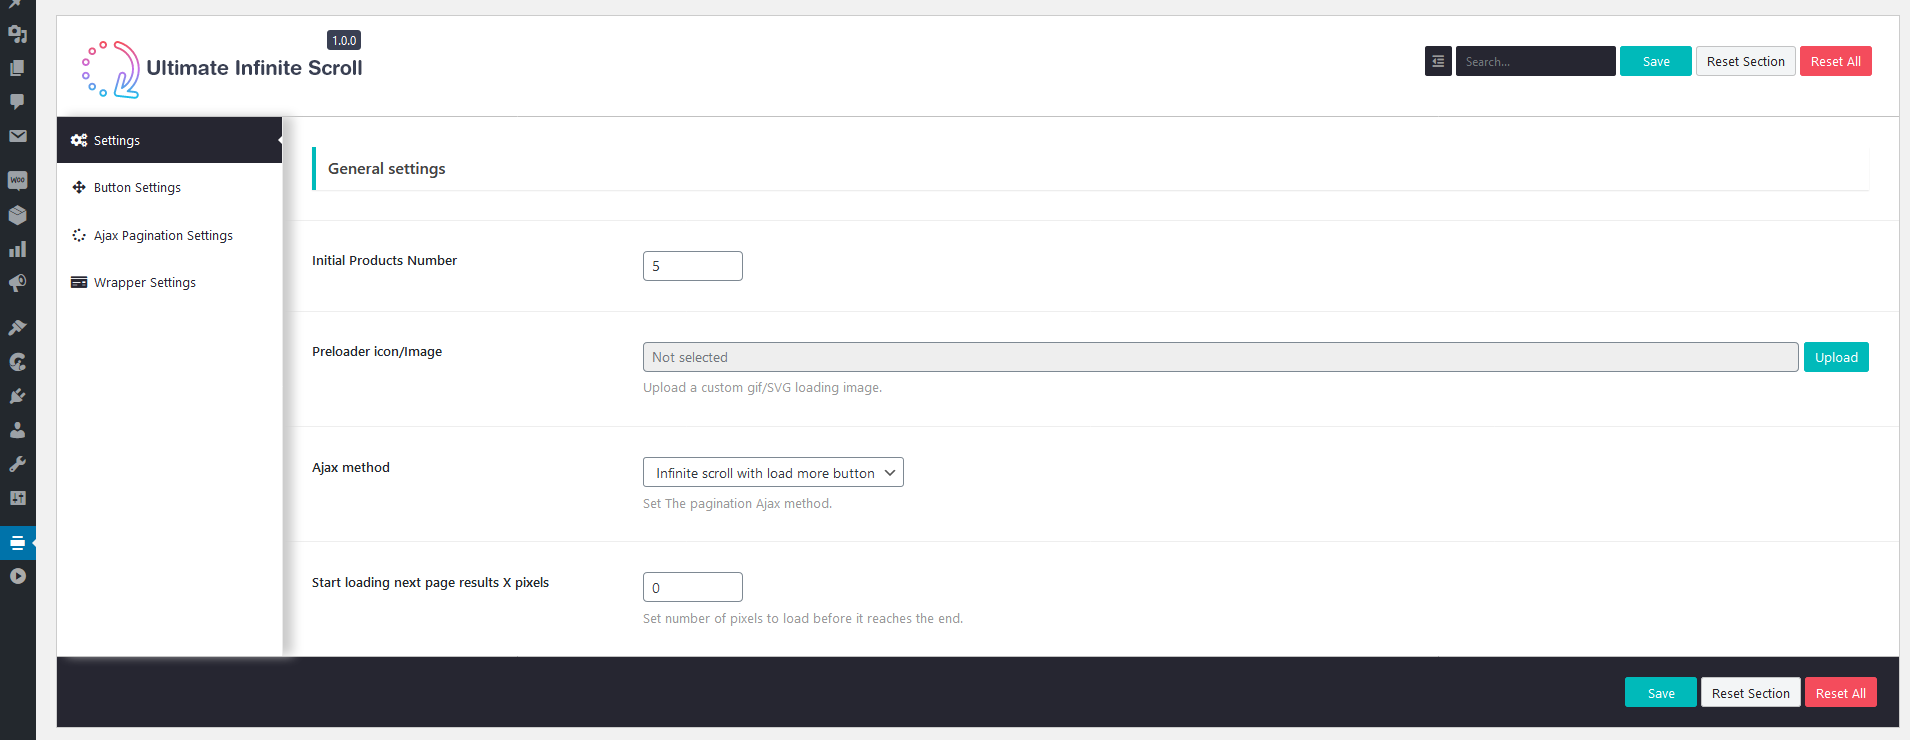 1.0.0
Ultimate Infinite Scroll
Search...
Save
Reset Section
Reset All
Settings
Button Settings
Ajax Pagination Settings
Wrapper Settings
General settings
Initial Products Number
5
Preloader icon/Image
Not selected
Upload
Upload a custom gif/SVG loading image.
Ajax method
Infinite scroll with load more button
Set The pagination Ajax method.
Start loading next page results X pixels
0
Set number of pixels to load before it reaches the end.
Save
Reset Section
Reset All
Woo